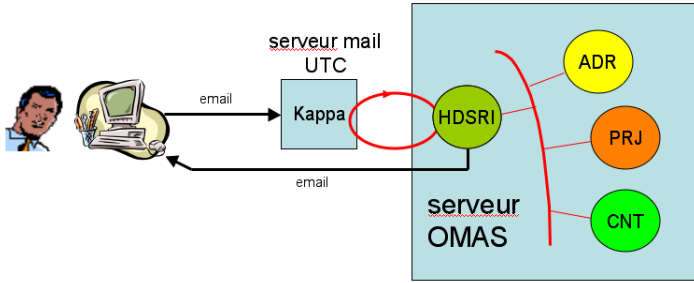 serveur mail
UTC
email
Kappa
HDSRI
ADR
PRJ
CNT
email
serveur
OMAS